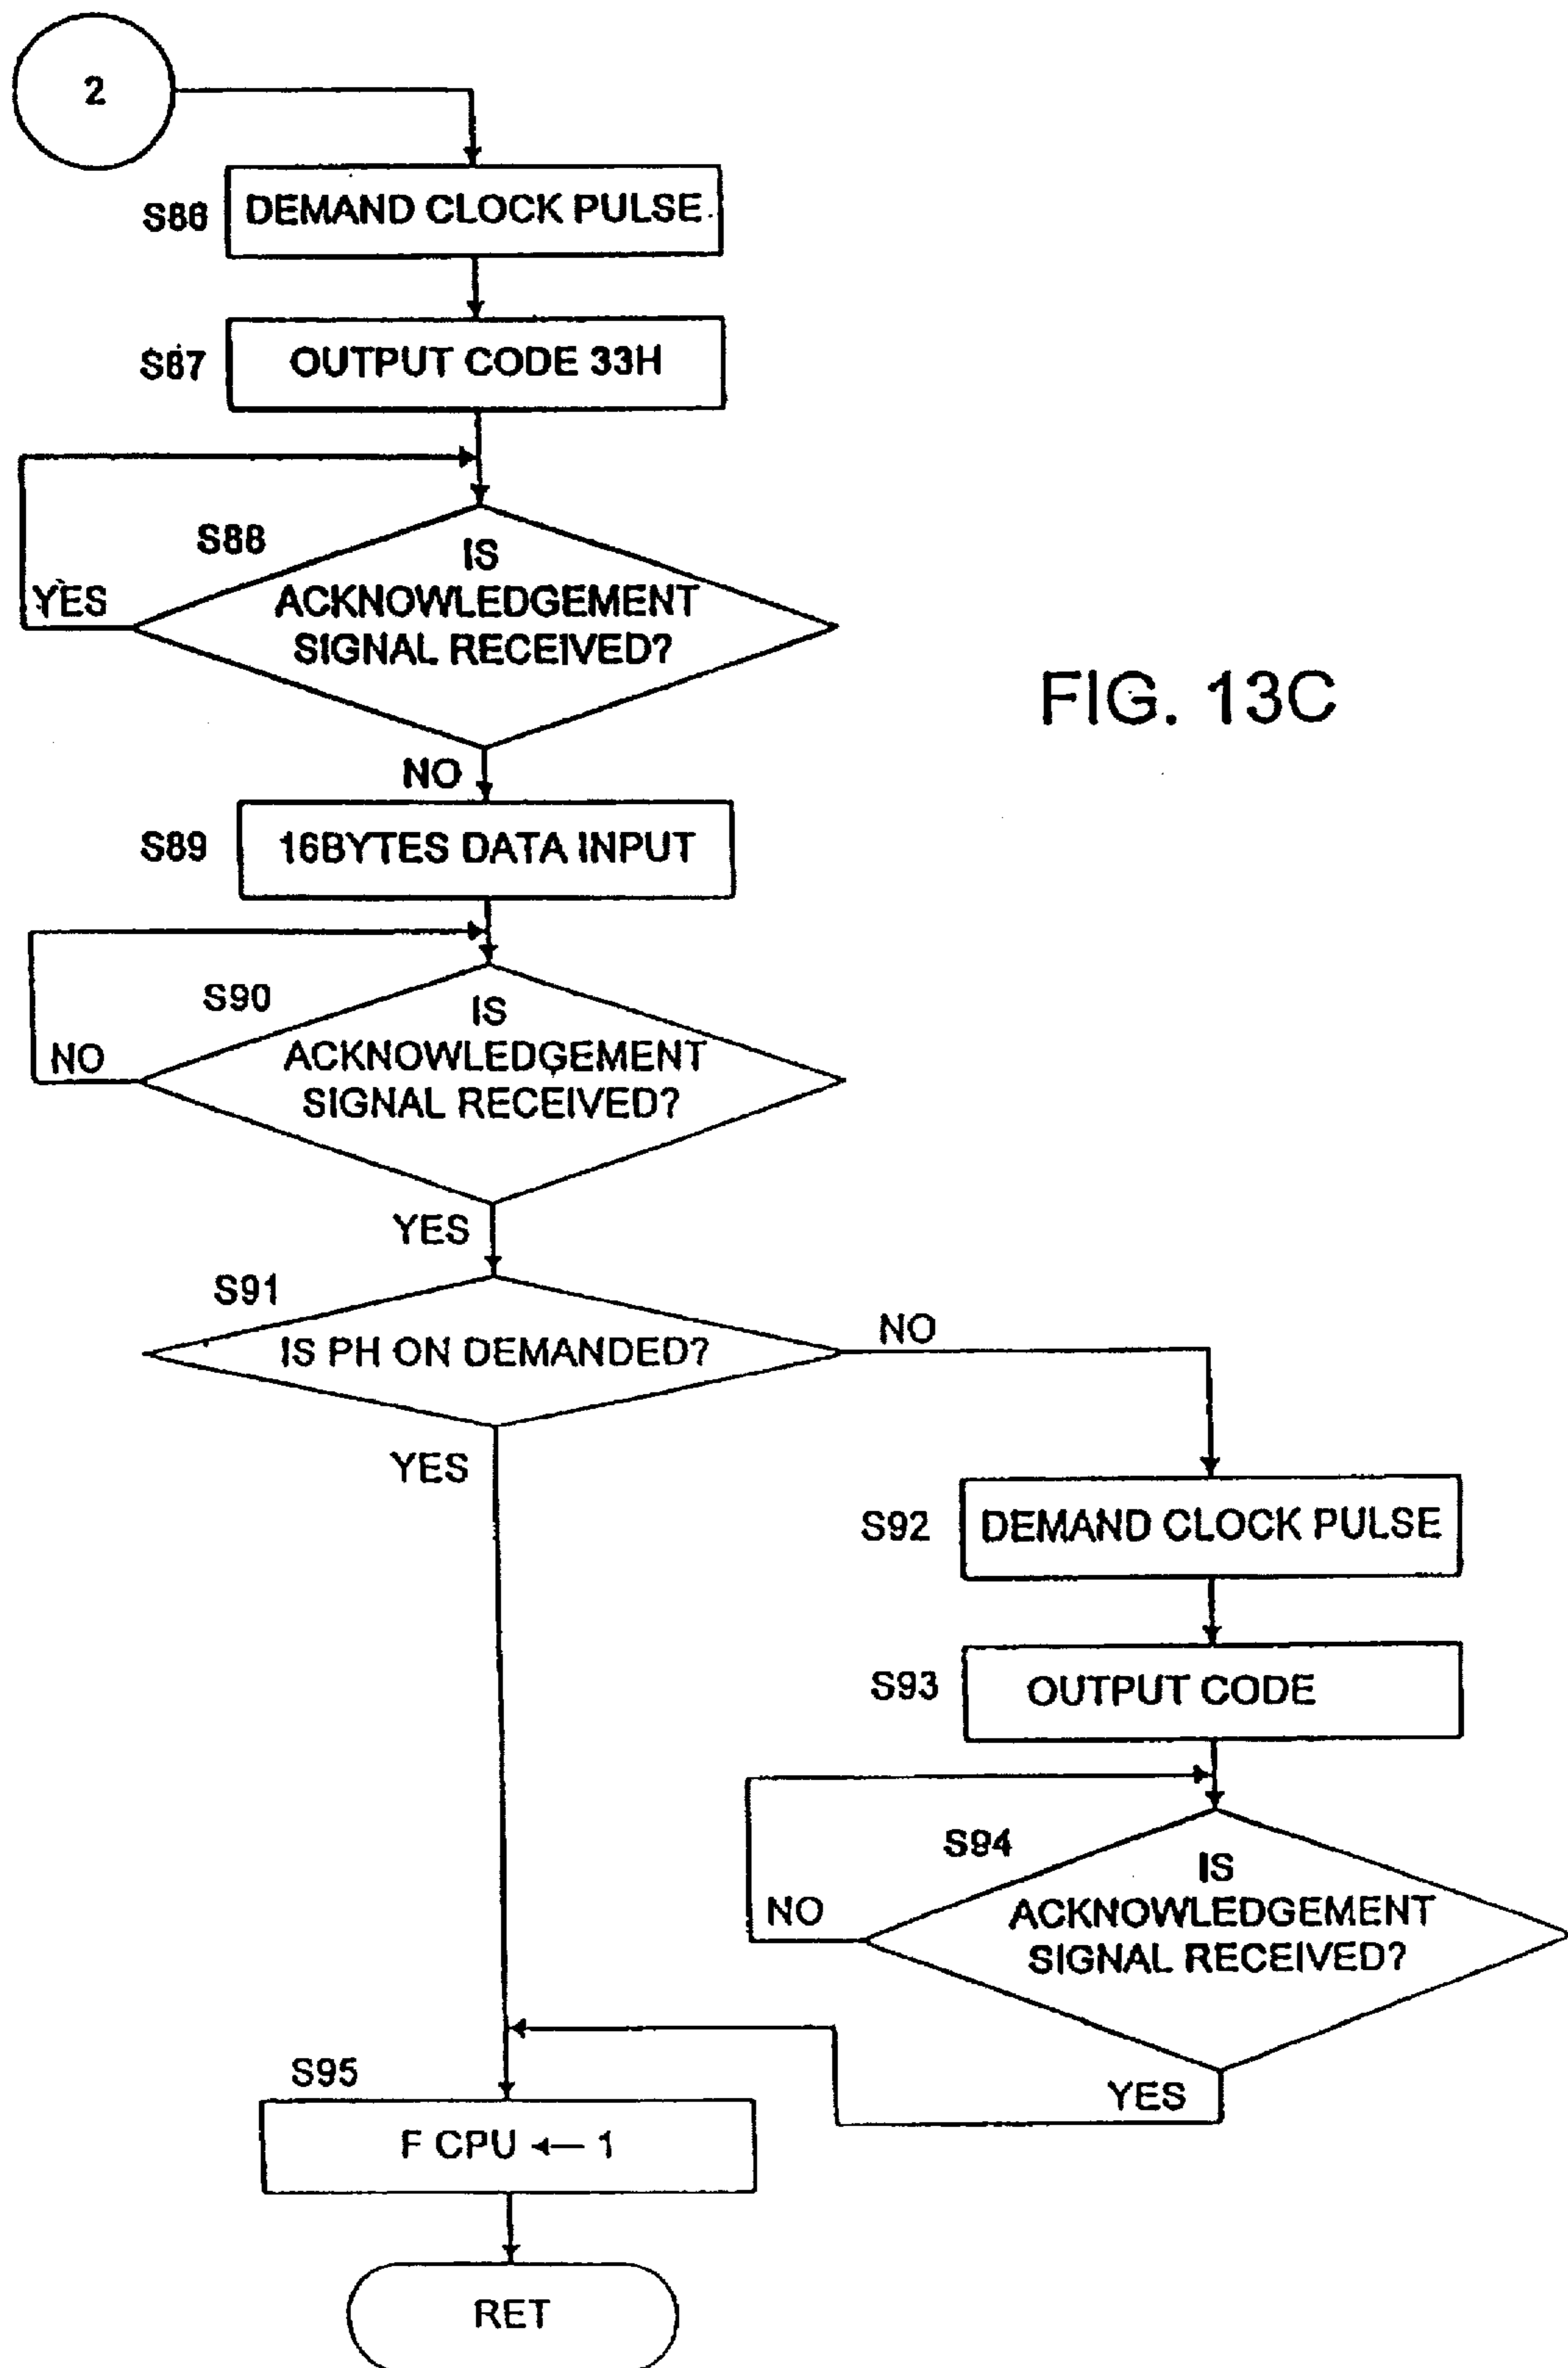 2
S86
DEMAND CLOCK PULSE
S87
OUTPUT CODE 33H
S88
IS
ACKNOWLEDGEMENT
SIGNAL RECEIVED?
YES
FIG. 13C
NO
S89
16BYTES DATA INPUT
S90
IS
ACKNOWLEDGEMENT
SIGNAL RECEIVED?
NO
YES
S91
IS PH ON DEMANDED?
NO
YES
S92
DEMAND CLOCK PULSE
S93
OUTPUT CODE
S94
IS
ACKNOWLEDGEMENT
SIGNAL RECEIVED?
NO
YES
S95
F CPU ← 1
RET